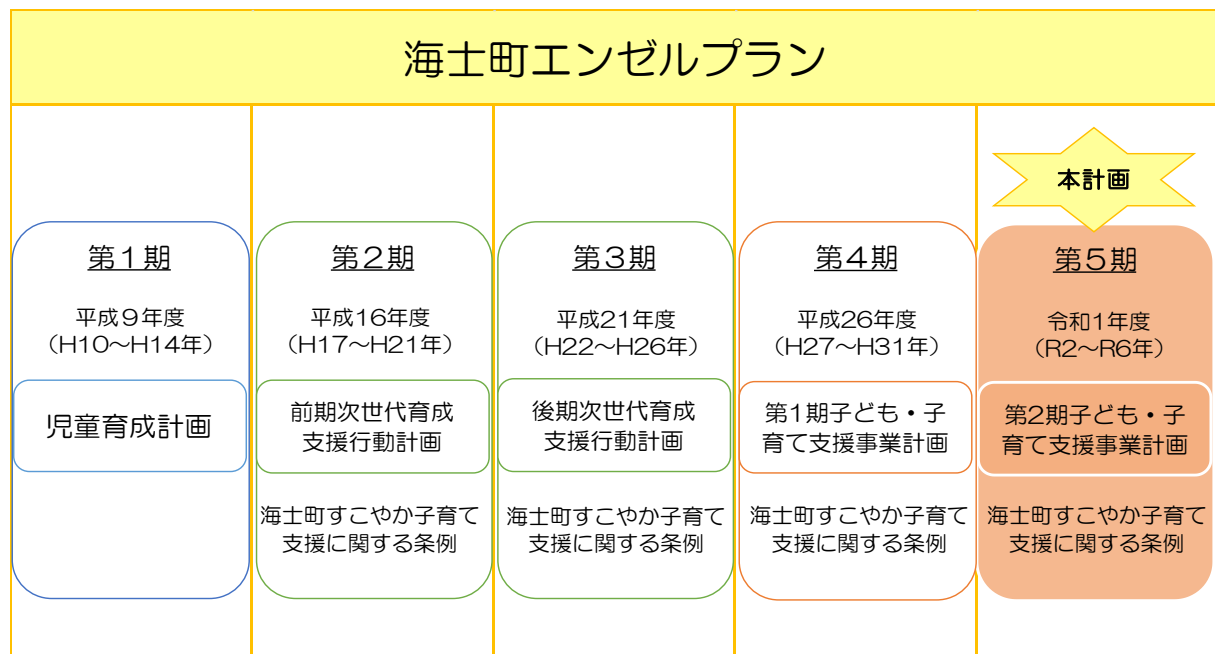 海士町エンゼルプラン
本計画
第1期
平成9年度
（H10～H14年）
児童育成計画
第2期
平成16年度
（H17～H21年）
前期次世代育成
支援行動計画
海士町すこやか子育て
支援に関する条例
第3期
平成21年度
（H22～H26年）
後期次世代育成
支援行動計画
海士町すこやか子育て
支援に関する条例
第4期
平成26年度
（H27～H31年）
第1期子ども・子
育て支援事業計画
海士町すこやか子育て
支援に関する条例
第5期
令和1年度
（R2～R6年）
第2期子ども・子
育て支援事業計画
海士町すこやか子育て
支援に関する条例